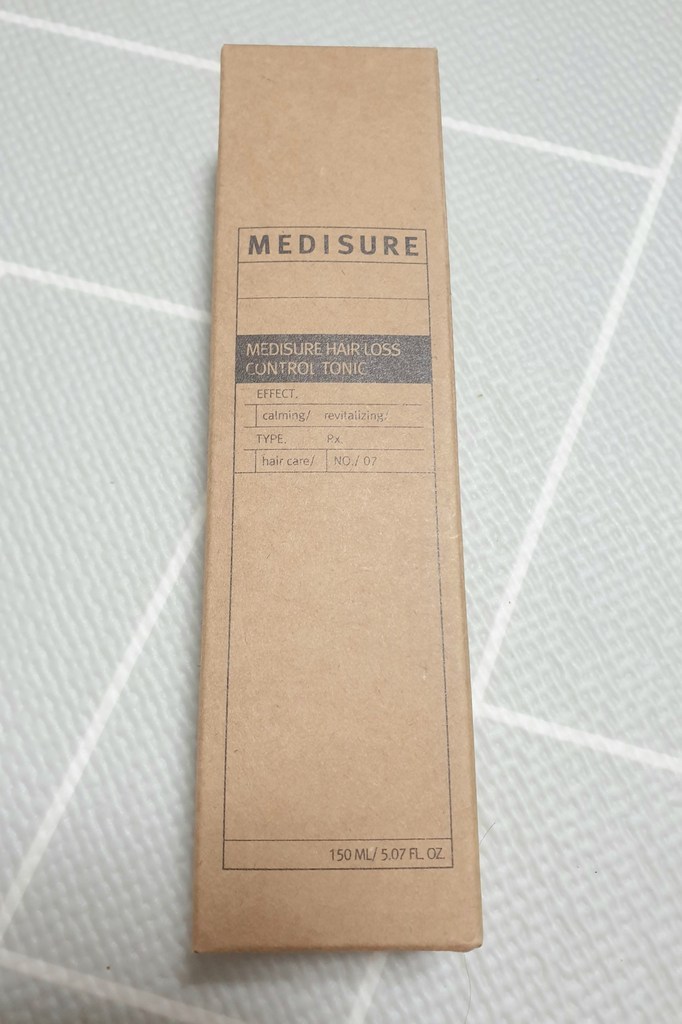 MEDISURE
MEDISURE HAIR LOSS
CONTROL TONIC
EFFECT.
calming/ revitalizing/
TYPE. Rx
hair care/ NO./ 07
150 ML/ 5.07 FL. OZ.